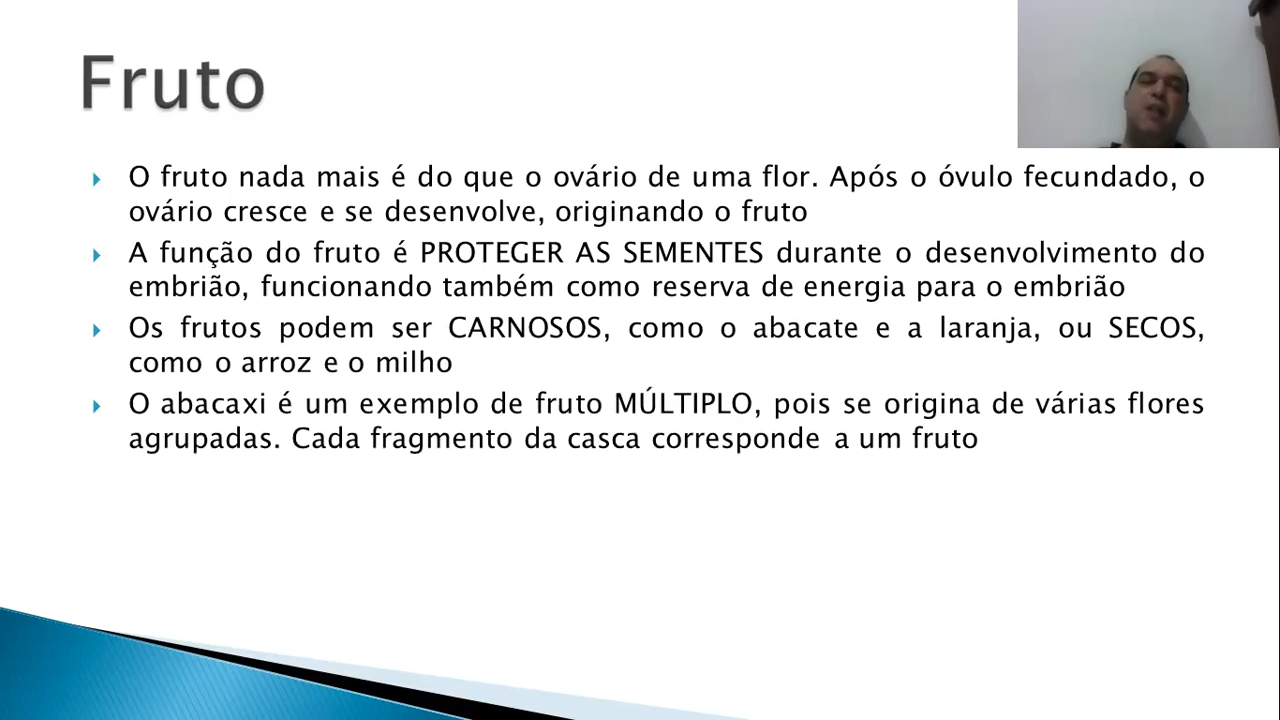 Fruto
O fruto nada mais é do que o ovário de uma flor. Após o óvulo fecundado, o
ovário cresce e se desenvolve, originando o fruto
A função do fruto é PROTEGER AS SEMENTES durante o desenvolvimento do
embrião, funcionando também como reserva de energia para o embrião
Os frutos podem ser CARNOSOS, como o abacate e a laranja, ou SECOS,
como o arroz e o milho
O abacaxi é um exemplo de fruto MÚLTIPLO, pois se origina de várias flores
agrupadas. Cada fragmento da casca corresponde a um fruto